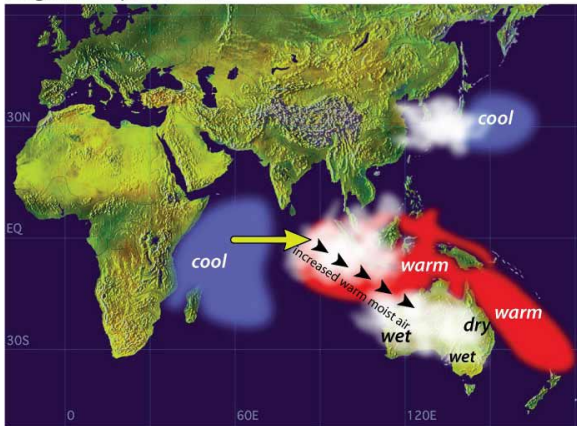 30N
cool
EQ
cool
increased warm moist air
warm
warm
dry
wet
wet
30S
0
60E
120E